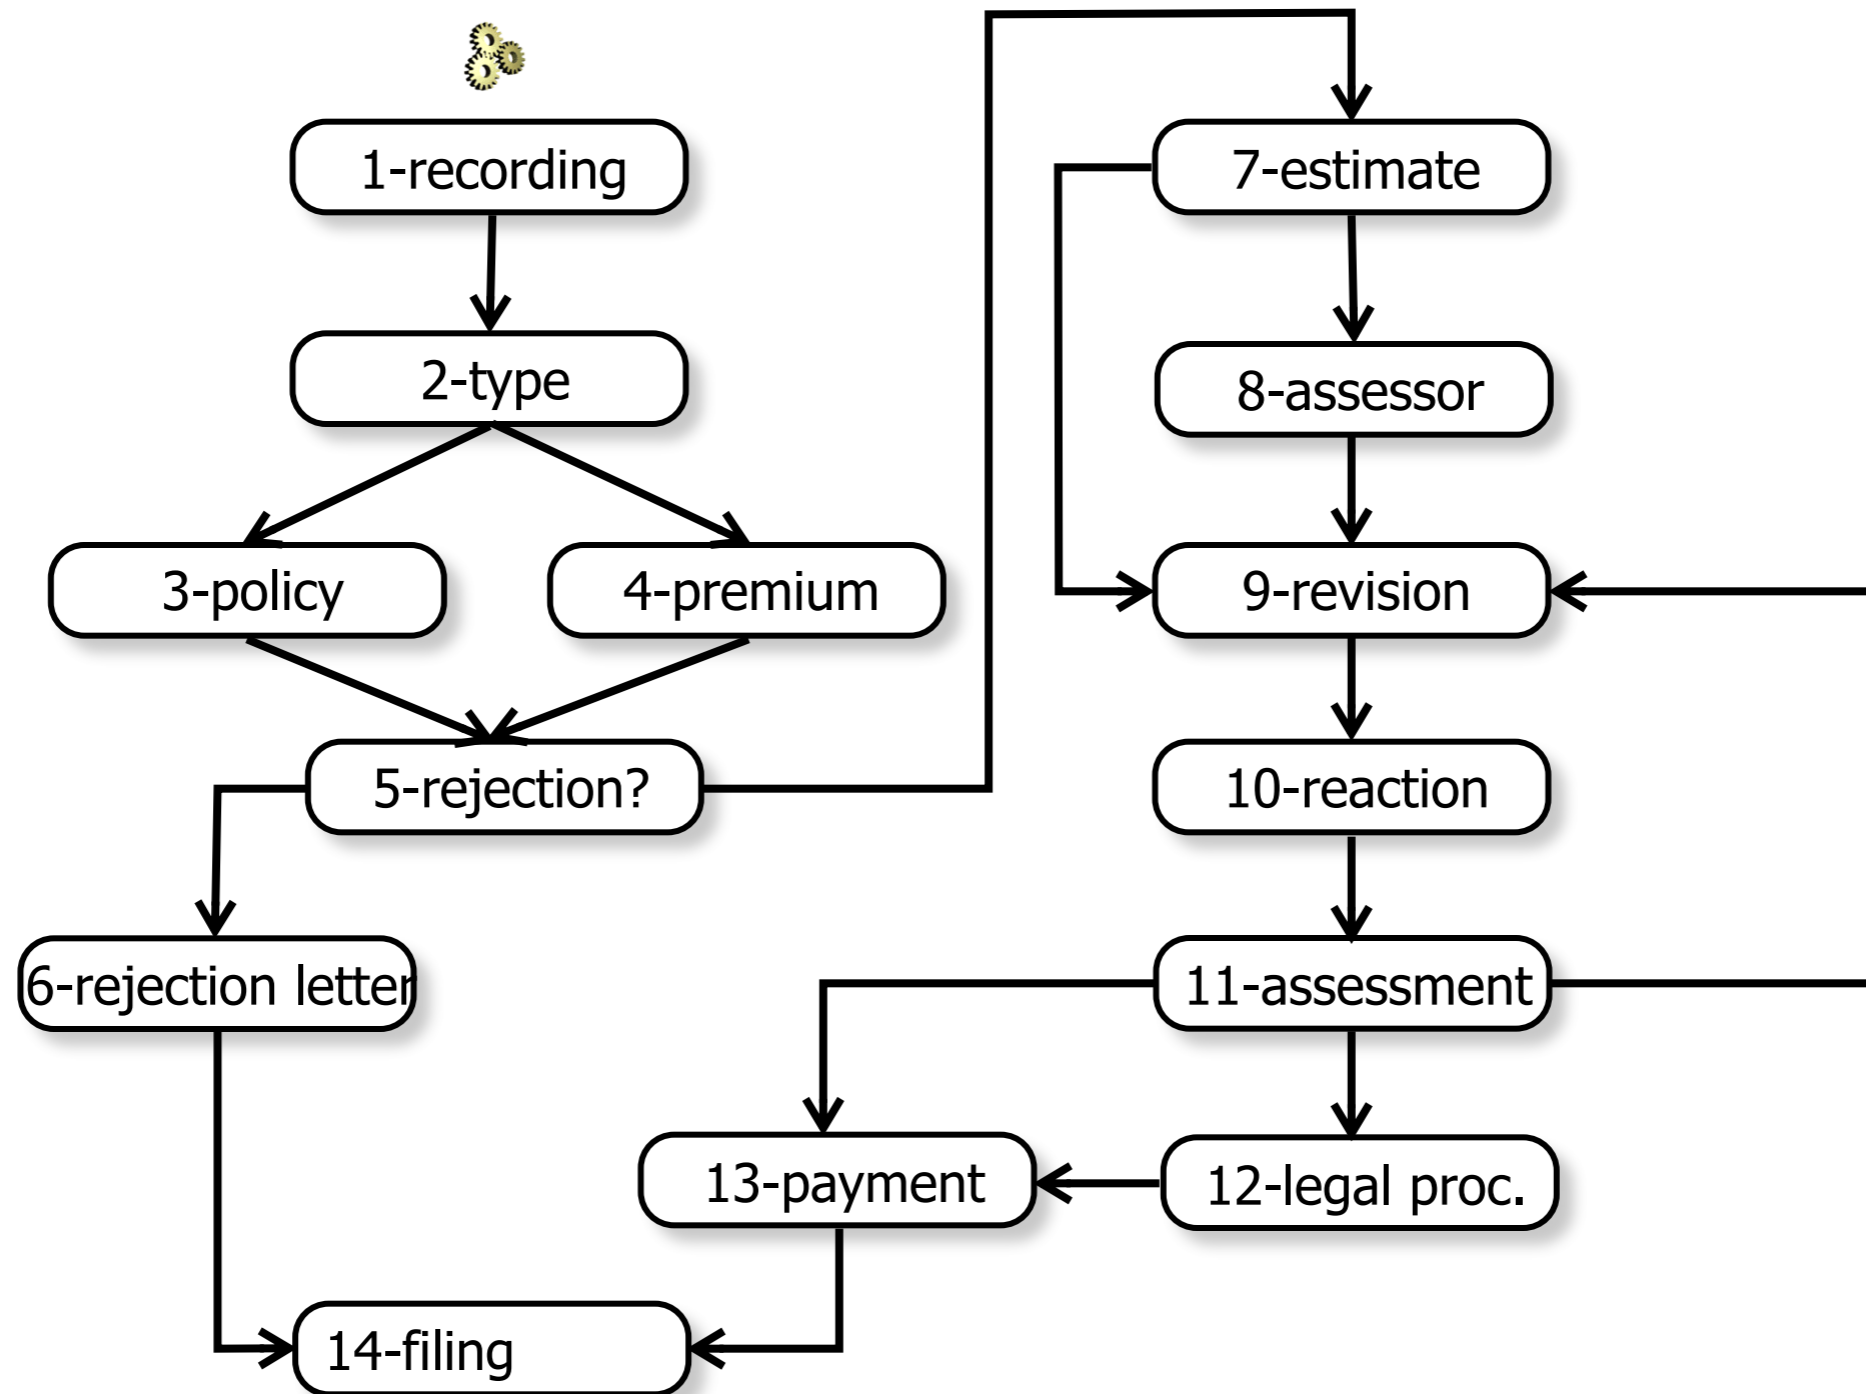 1-recording
2-type
3-policy
4-premium
5-rejection?
6-rejection letter
7-estimate
8-assessor
9-revision
10-reaction
11-assessment
12-legal proc.
13-payment
14-filing